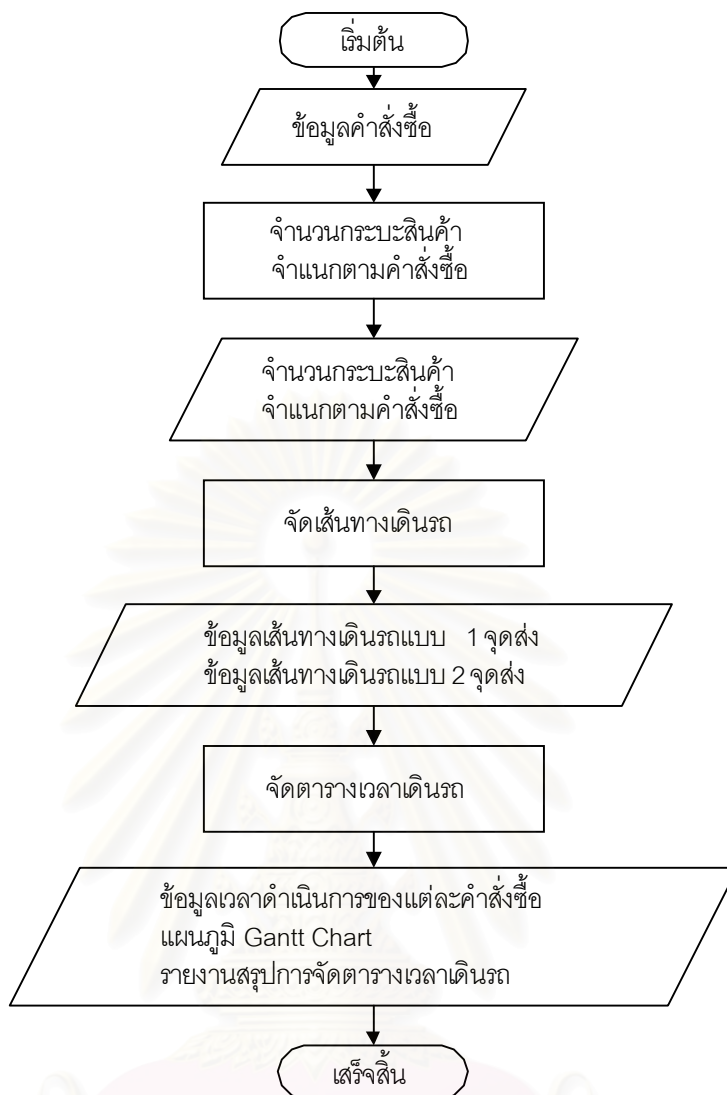 เริ่มต้น
ข้อมูลคำสั่งซื้อ
จำนวนกระบะสินค้า
จำแนกตามคำสั่งซื้อ
จำนวนกระบะสินค้า
จำแนกตามคำสั่งซื้อ
จัดเส้นทางเดินรถ
ข้อมูลเส้นทางเดินรถแบบ 1 จุดส่ง
ข้อมูลเส้นทางเดินรถแบบ 2 จุดส่ง
จัดตารางเวลาเดินรถ
ข้อมูลเวลาดำเนินการของแต่ละคำสั่งซื้อ
แผนภูมิ Gantt Chart
รายงานสรุปการจัดตารางเวลาเดินรถ
เสร็จสิ้น